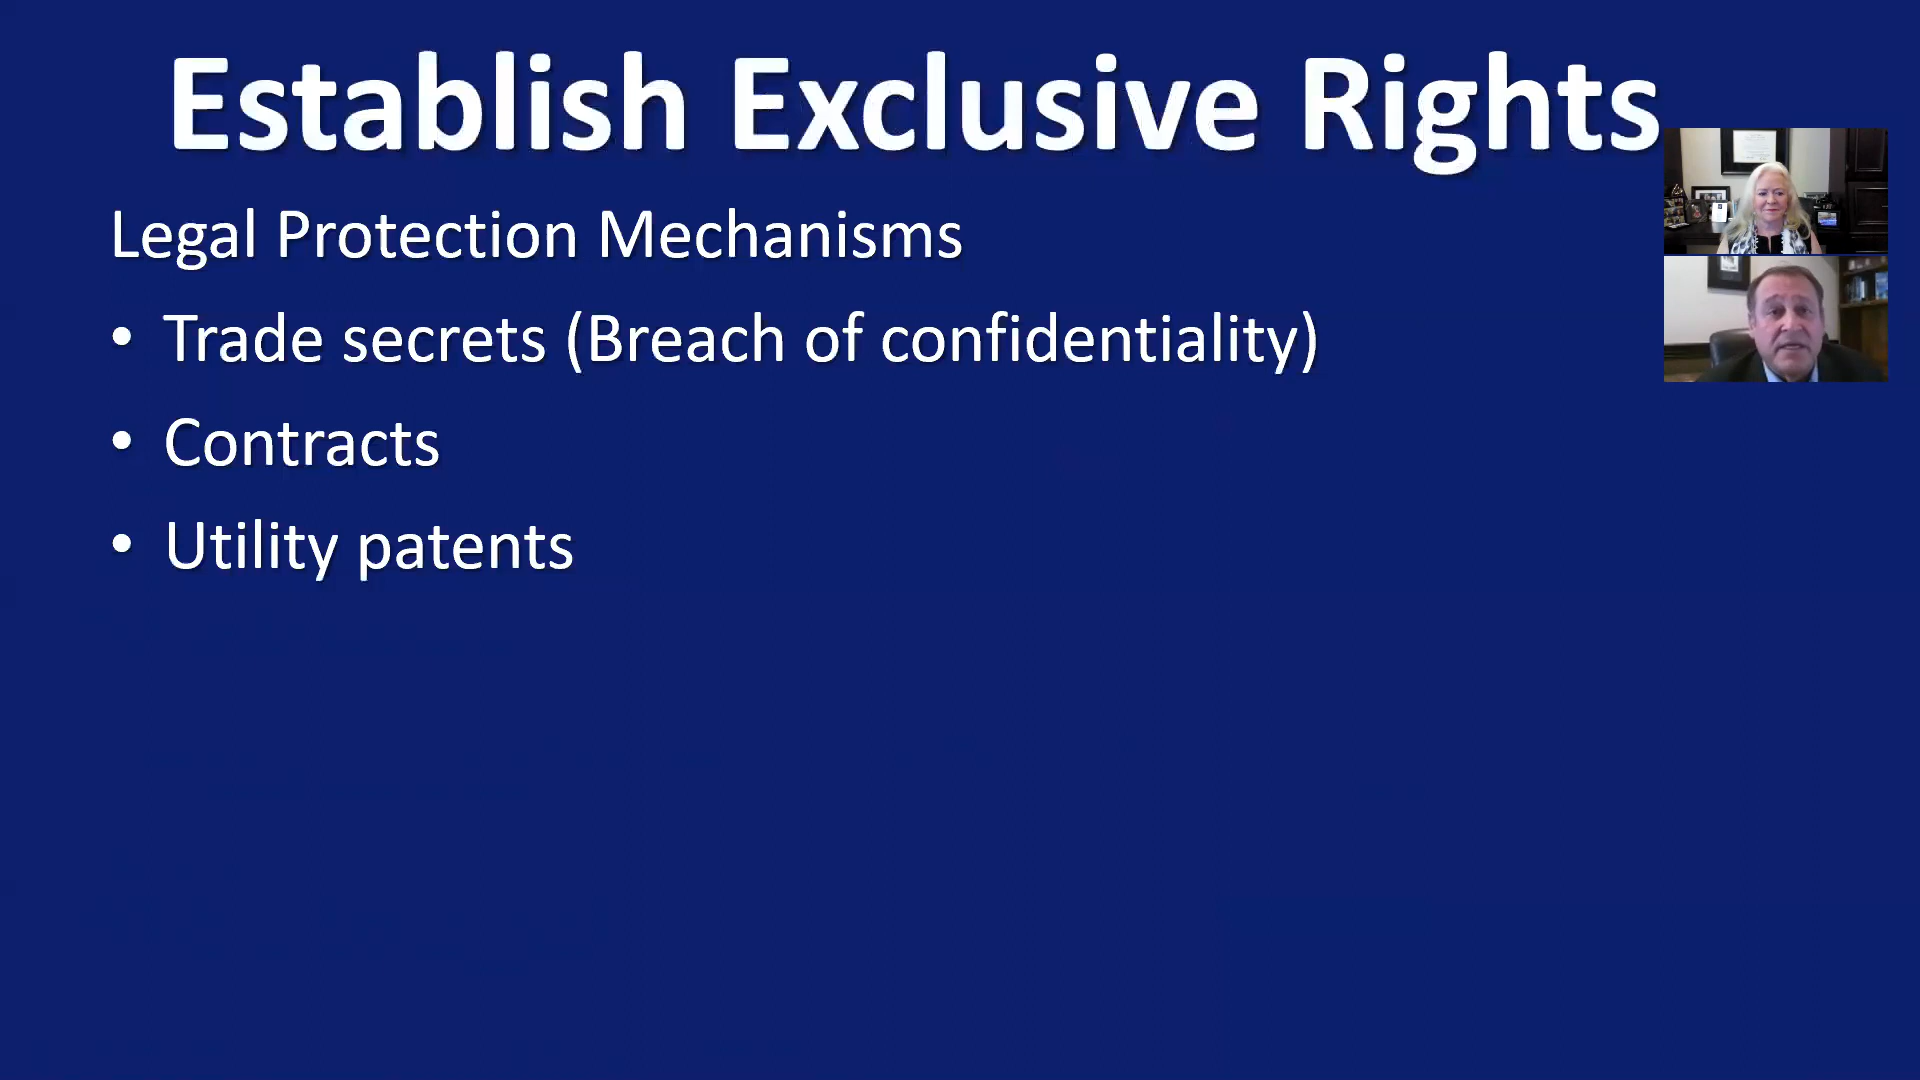 Establish Exclusive Rights
Legal Protection Mechanisms
• Trade secrets (Breach of confidentiality)
• Contracts
• Utility patents